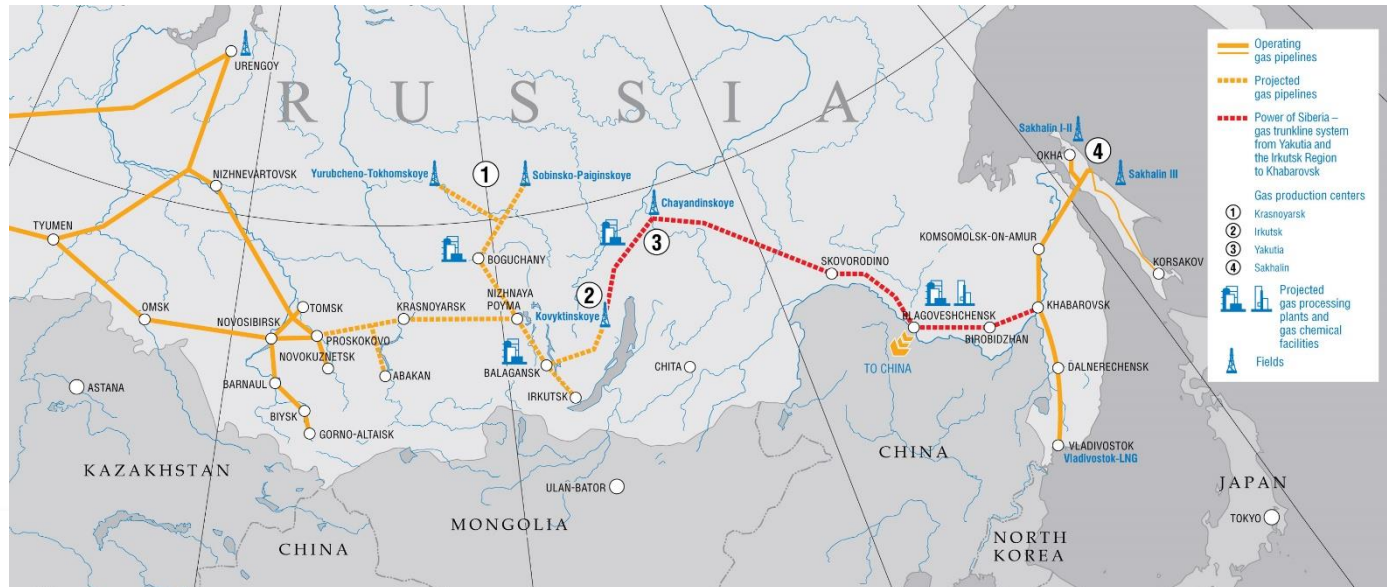 URENGOY
R U S S I A
NIZHNEVARTOVSK
TYUMEN
OMSK
TOMSK
NOVOSIBIRSK
PROSKOKOVO
NOVOKUZNETSK
BARNAUL
BIYSK
GORNO-ALTAISK
ASTANA
KAZAKHSTAN
CHINA
Yurubcheno-Tokhomskoye
1
Sobinsko-Paiginskoye
BOGUCHANY
KRASNOYARSK
NIZHNAYA
POYMA
ABAKAN
BALAGANSK
IRKUTSK
2
Kovyktinskoye
Chayandinskoye
3
CHITA
ULAN-BATOR
MONGOLIA
SKOVORODINO
BLAGOVESHCHENSK
BIROBIDZHAN
TO CHINA
CHINA
Sakhalin I-II
OKHA
4
Sakhalin III
KOMSOMOLSK-ON-AMUR
KORSAKOV
KHABAROVSK
DALNERECHENSK
VLADIVOSTOK
Vladivostok-LNG
NORTH
KOREA
JAPAN
TOKYO
Operating
gas pipelines
Projected
gas pipelines
Power of Siberia –
gas trunkline system
from Yakutia and
the Irkutsk Region
to Khabarovsk
Gas production centers
1 Krasnoyarsk
2 Irkutsk
3 Yakutia
4 Sakhalin
Projected
gas processing
plants and
gas chemical
facilities
Fields